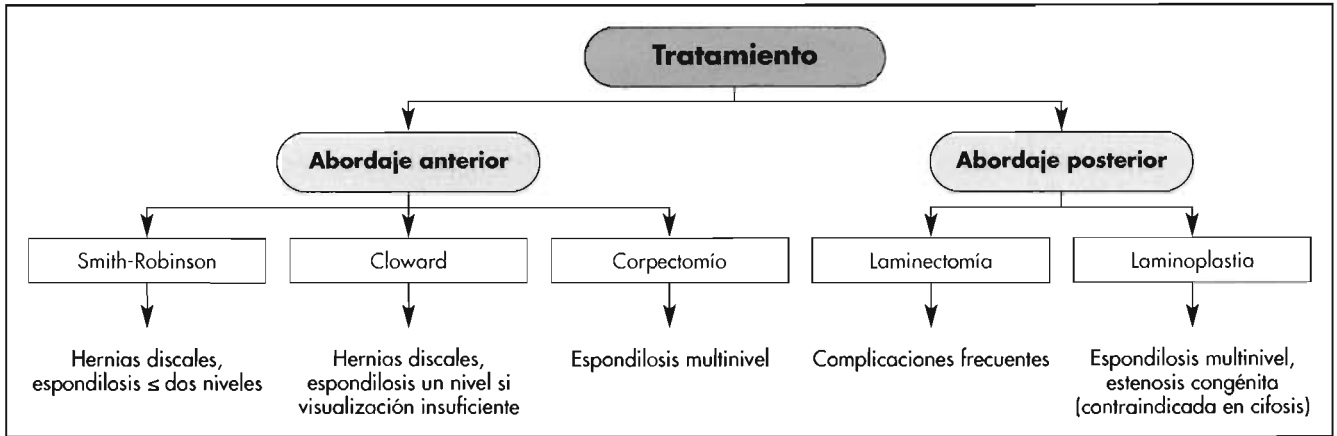 Tratamiento
Abordaje anterior
Abordaje posterior
Smith-Robinson
Cloward
Corpectomío
Laminectomía
Laminoplastia
Hernias discales,
espondilosis ≤ dos niveles
Hernias discales,
espondilosis un nivel si
visualización insuficiente
Espondilosis multinivel
Complicaciones frecuentes
Espondilosis multinivel,
estenosis congénita
(contraindicada en cifosis)